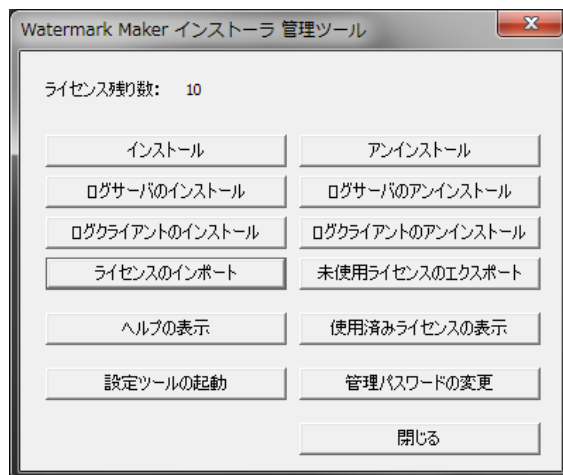 Watermark Maker インストーラ 管理ツール
ライセンス残り数: 10
インストール
アンインストール
ログサーバのインストール
ログサーバのアンインストール
ログクライアントのインストール
ログクライアントのアンインストール
ライセンスのインポート
未使用ライセンスのエクスポート
ヘルプの表示
使用済みライセンスの表示
設定ツールの起動
管理パスワードの変更
閉じる